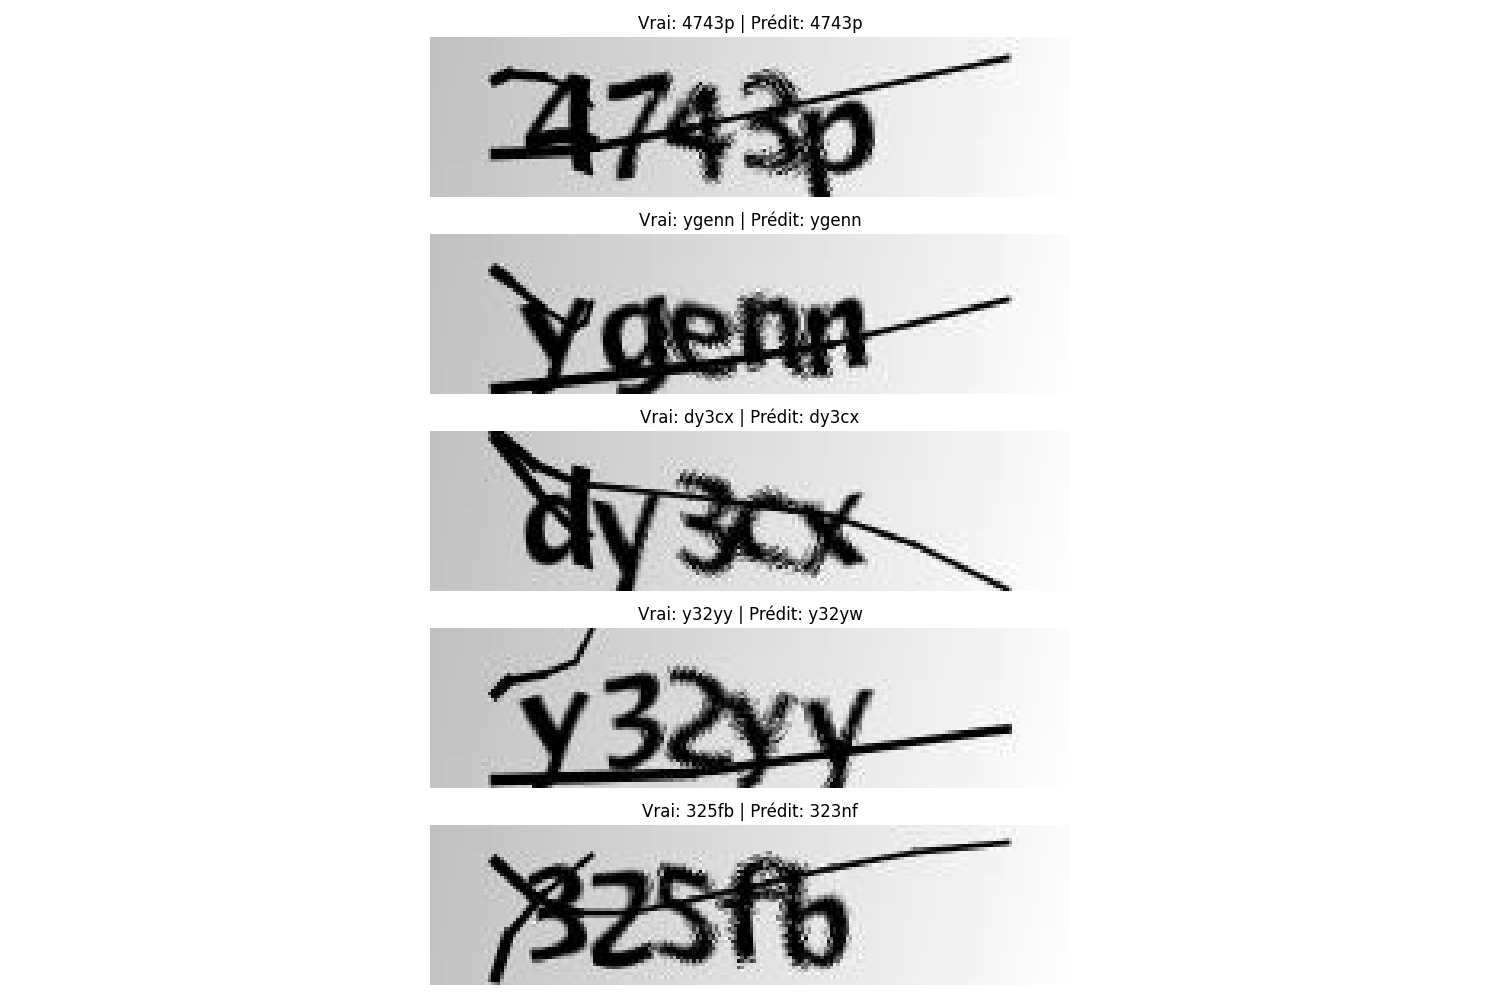 Vrai: 4743p | Prédit: 4743p
4743p
Vrai: ygenn | Prédit: ygenn
ygenn
Vrai: dy3cx | Prédit: dy3cx
dy3cx
Vrai: y32yy | Prédit: y32yw
y32yy
Vrai: 325fb | Prédit: 323nf
325fb